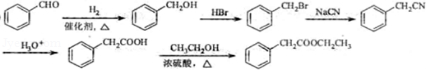 CHO H₂ 催化剂, △ CH₂OH HBr CH₂Br NaCN CH₂CN
H₃O⁺ CH₂COOH CH₃CH₂OH 浓硫酸, △ CH₂COOCH₂CH₃